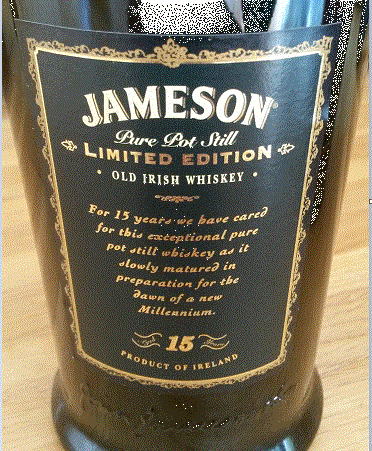 JAMESON
Pure Pot Still
LIMITED EDITION
• OLD IRISH WHISKEY •
For 15 years we have cared
for this exceptional pure
pot still whiskey as it
slowly matured in
preparation for the
dawn of a new
Millennium.
15 Years
PRODUCT OF IRELAND